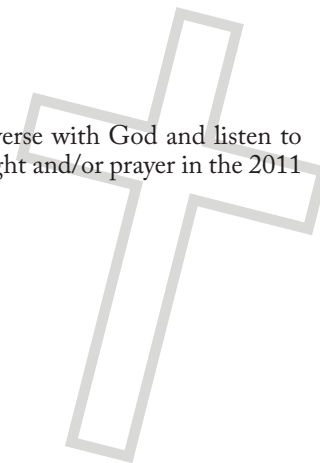 verse with God and listen to
ght and/or prayer in the 2011